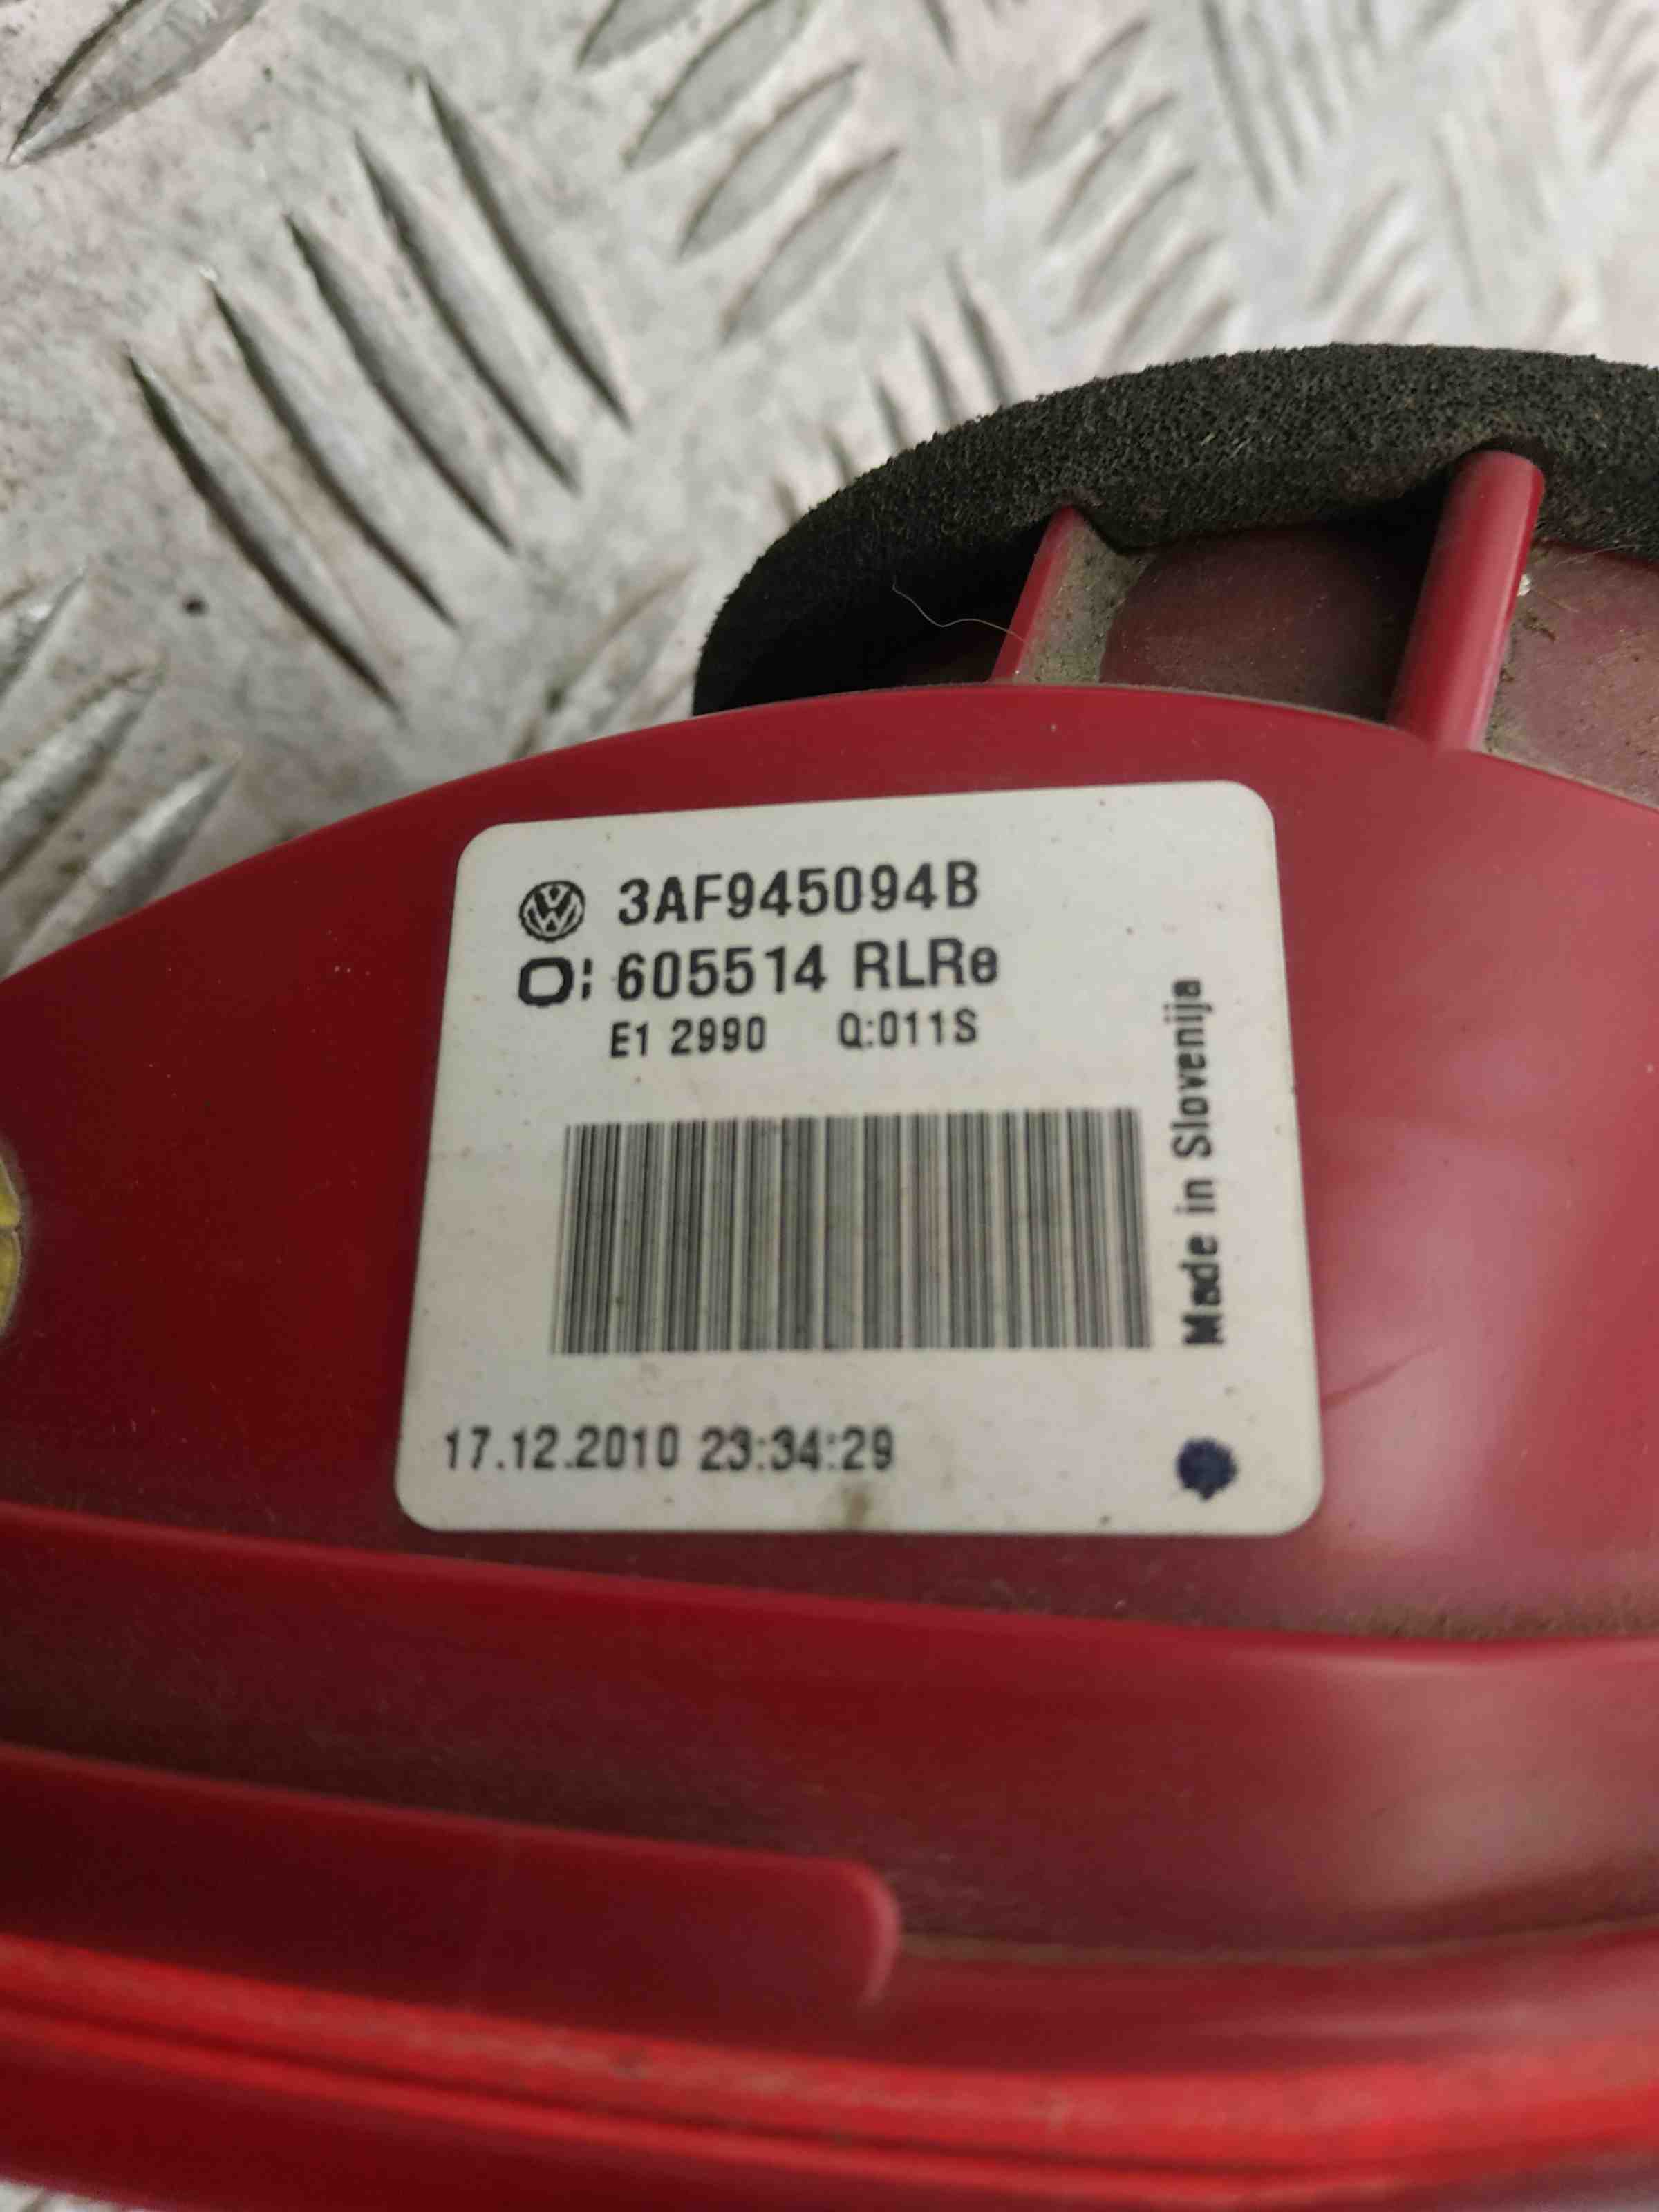 3AF945094B
O: 605514 RLRe
E1 2990 Q:011S
Made in Slovenija
17.12.2010 23:34:29